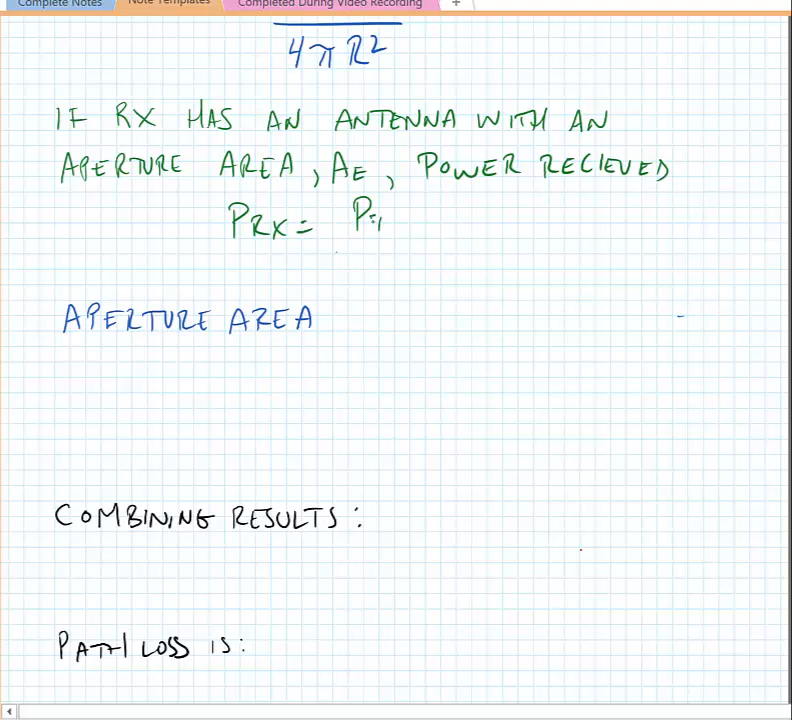 Complete Notes Note Templates Completed During Video Recording +
4πR²
IF RX HAS AN ANTENNA WITH AN
APERTURE AREA, AE, POWER RECIEVED
PRX = P
APERTURE AREA
COMBINING RESULTS:
PATH LOSS IS: